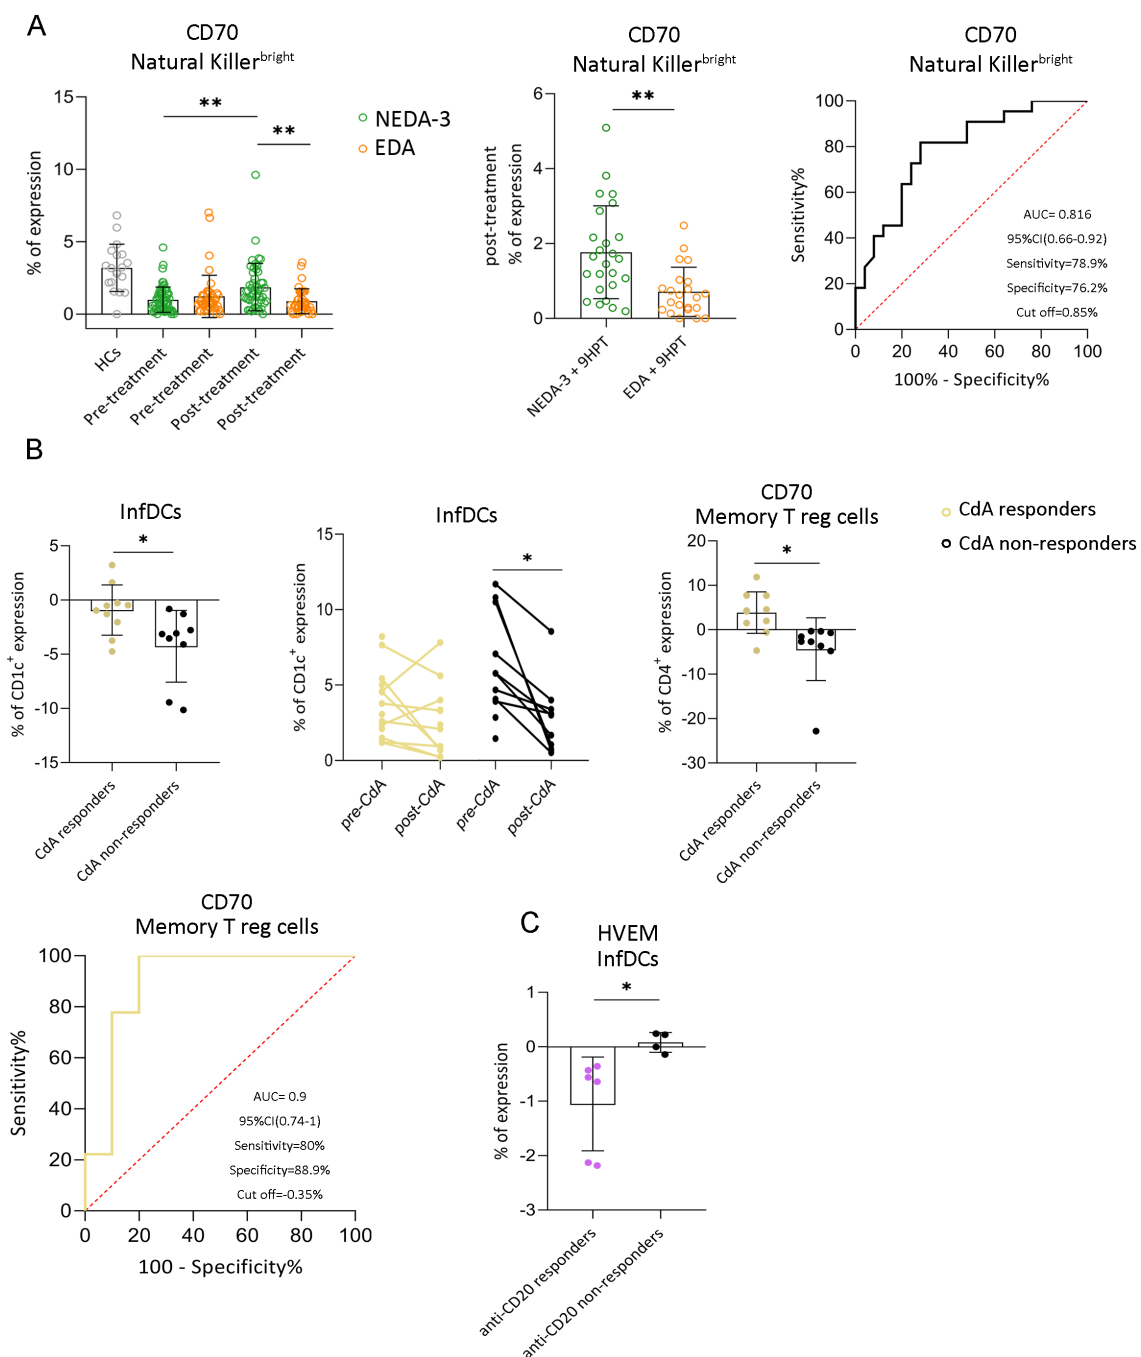 A
CD70
Natural Killerbright
15
10
5
0
% of expression
**
**
HCs
Pre-treatment
Pre-treatment
Post-treatment
Post-treatment
NEDA-3
EDA
CD70
Natural Killerbright
6
4
2
0
post-treatment
% of expression
**
NEDA-3 + 9HPT
EDA + 9HPT
CD70
Natural Killerbright
100
80
60
40
20
0
Sensitivity%
AUC= 0.816
95%CI(0.66-0.92)
Sensitivity=78.9%
Specificity=76.2%
Cut off=0.85%
0 20 40 60 80 100
100% - Specificity%
B
InfDCs
5
0
-5
-10
-15
% of CD1c+ expression
*
CdA responders
CdA non-responders
InfDCs
15
10
5
0
% of CD1c+ expression
*
pre-CdA
post-CdA
pre-CdA
post-CdA
CD70
Memory T reg cells
20
10
0
-10
-20
-30
% of CD4+ expression
*
CdA responders
CdA non-responders
CdA responders
CdA non-responders
CD70
Memory T reg cells
100
80
60
40
20
0
Sensitivity%
AUC= 0.9
95%CI(0.74-1)
Sensitivity=80%
Specificity=88.9%
Cut off=-0.35%
0 20 40 60 80 100
100 - Specificity%
C
HVEM
InfDCs
1
0
-1
-2
-3
% of expression
*
anti-CD20 responders
anti-CD20 non-responders